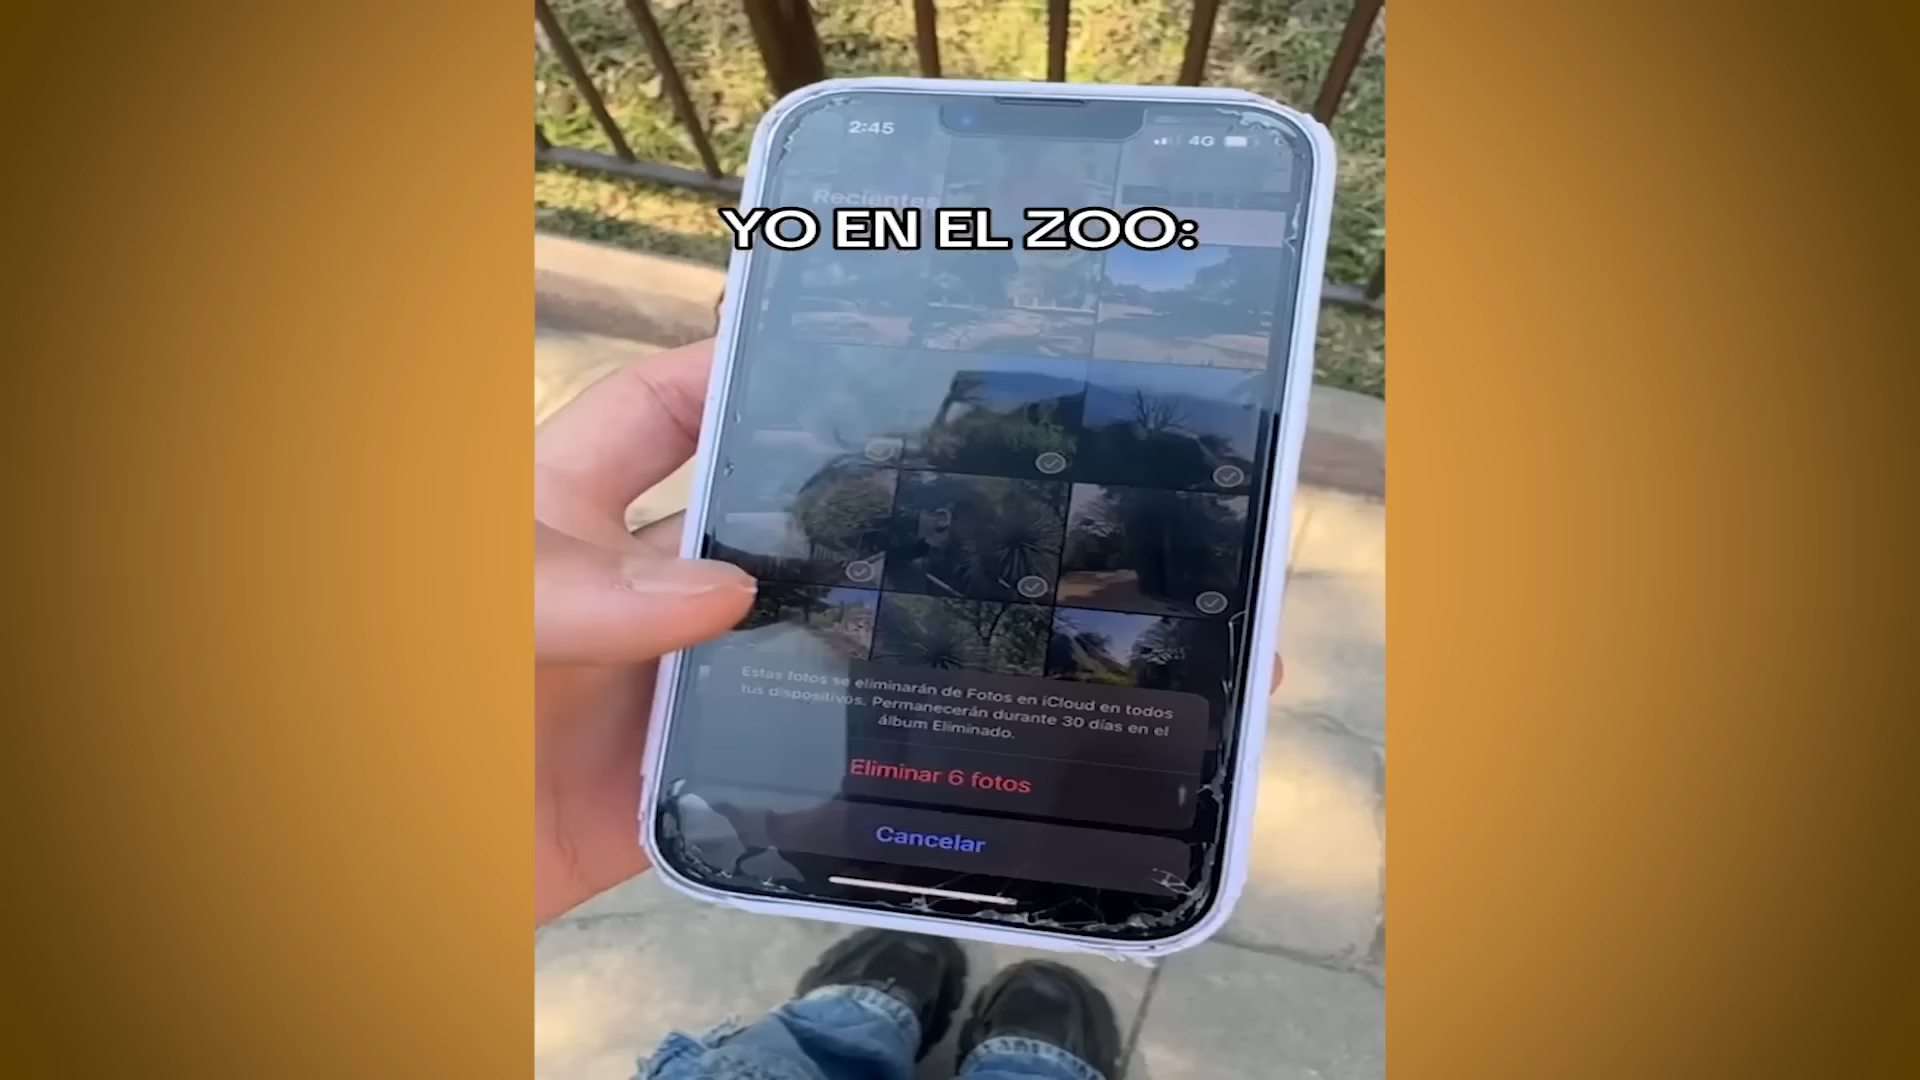 2:45
4G
Recientes
YO EN EL ZOO:
Estas fotos se eliminarán de Fotos en iCloud en todos
tus dispositivos. Permanecerán durante 30 días en el
álbum Eliminado.
Eliminar 6 fotos
Cancelar